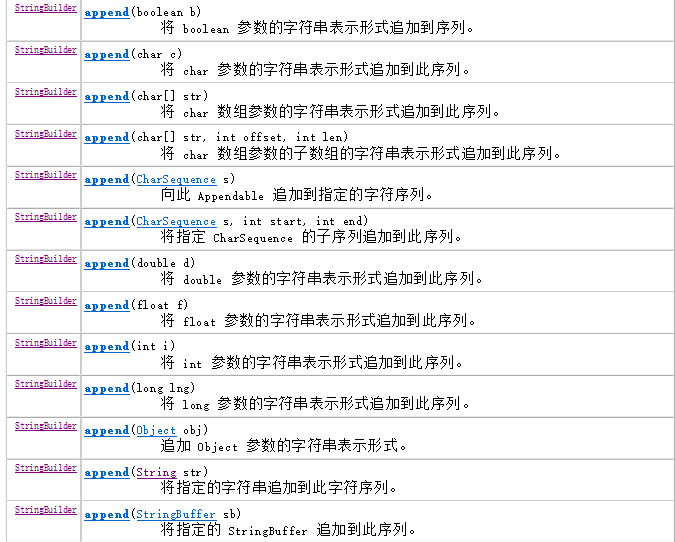 StringBuilder append(boolean b)
将 boolean 参数的字符串表示形式追加到序列。
StringBuilder append(char c)
将 char 参数的字符串表示形式追加到此序列。
StringBuilder append(char[] str)
将 char 数组参数的字符串表示形式追加到此序列。
StringBuilder append(char[] str, int offset, int len)
将 char 数组参数的子数组的字符串表示形式追加到此序列。
StringBuilder append(CharSequence s)
向此 Appendable 追加到指定的字符序列。
StringBuilder append(CharSequence s, int start, int end)
将指定 CharSequence 的子序列追加到此序列。
StringBuilder append(double d)
将 double 参数的字符串表示形式追加到此序列。
StringBuilder append(float f)
将 float 参数的字符串表示形式追加到此序列。
StringBuilder append(int i)
将 int 参数的字符串表示形式追加到此序列。
StringBuilder append(long lng)
将 long 参数的字符串表示形式追加到此序列。
StringBuilder append(Object obj)
追加 Object 参数的字符串表示形式。
StringBuilder append(String str)
将指定的字符串追加到此字符序列。
StringBuilder append(StringBuffer sb)
将指定的 StringBuffer 追加到此序列。